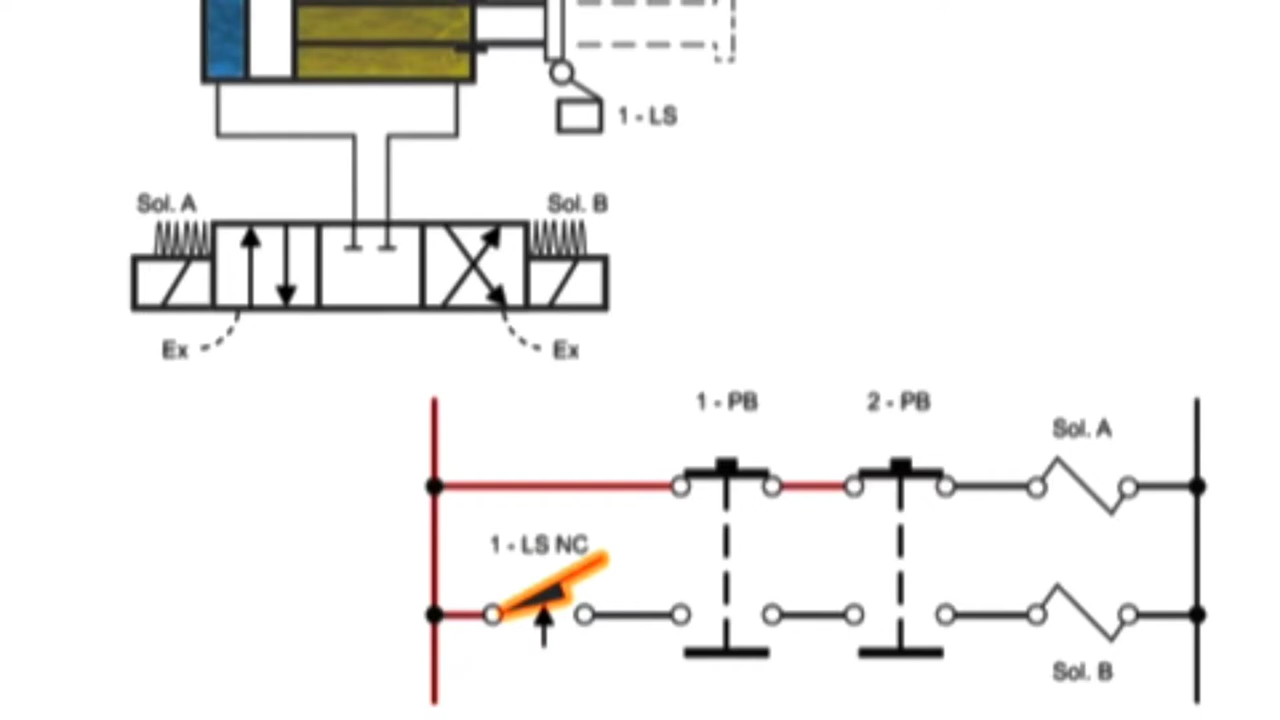 1 - LS
Sol. A
Sol. B
Ex
Ex
1 - PB
2 - PB
Sol. A
1 - LS NC
Sol. B